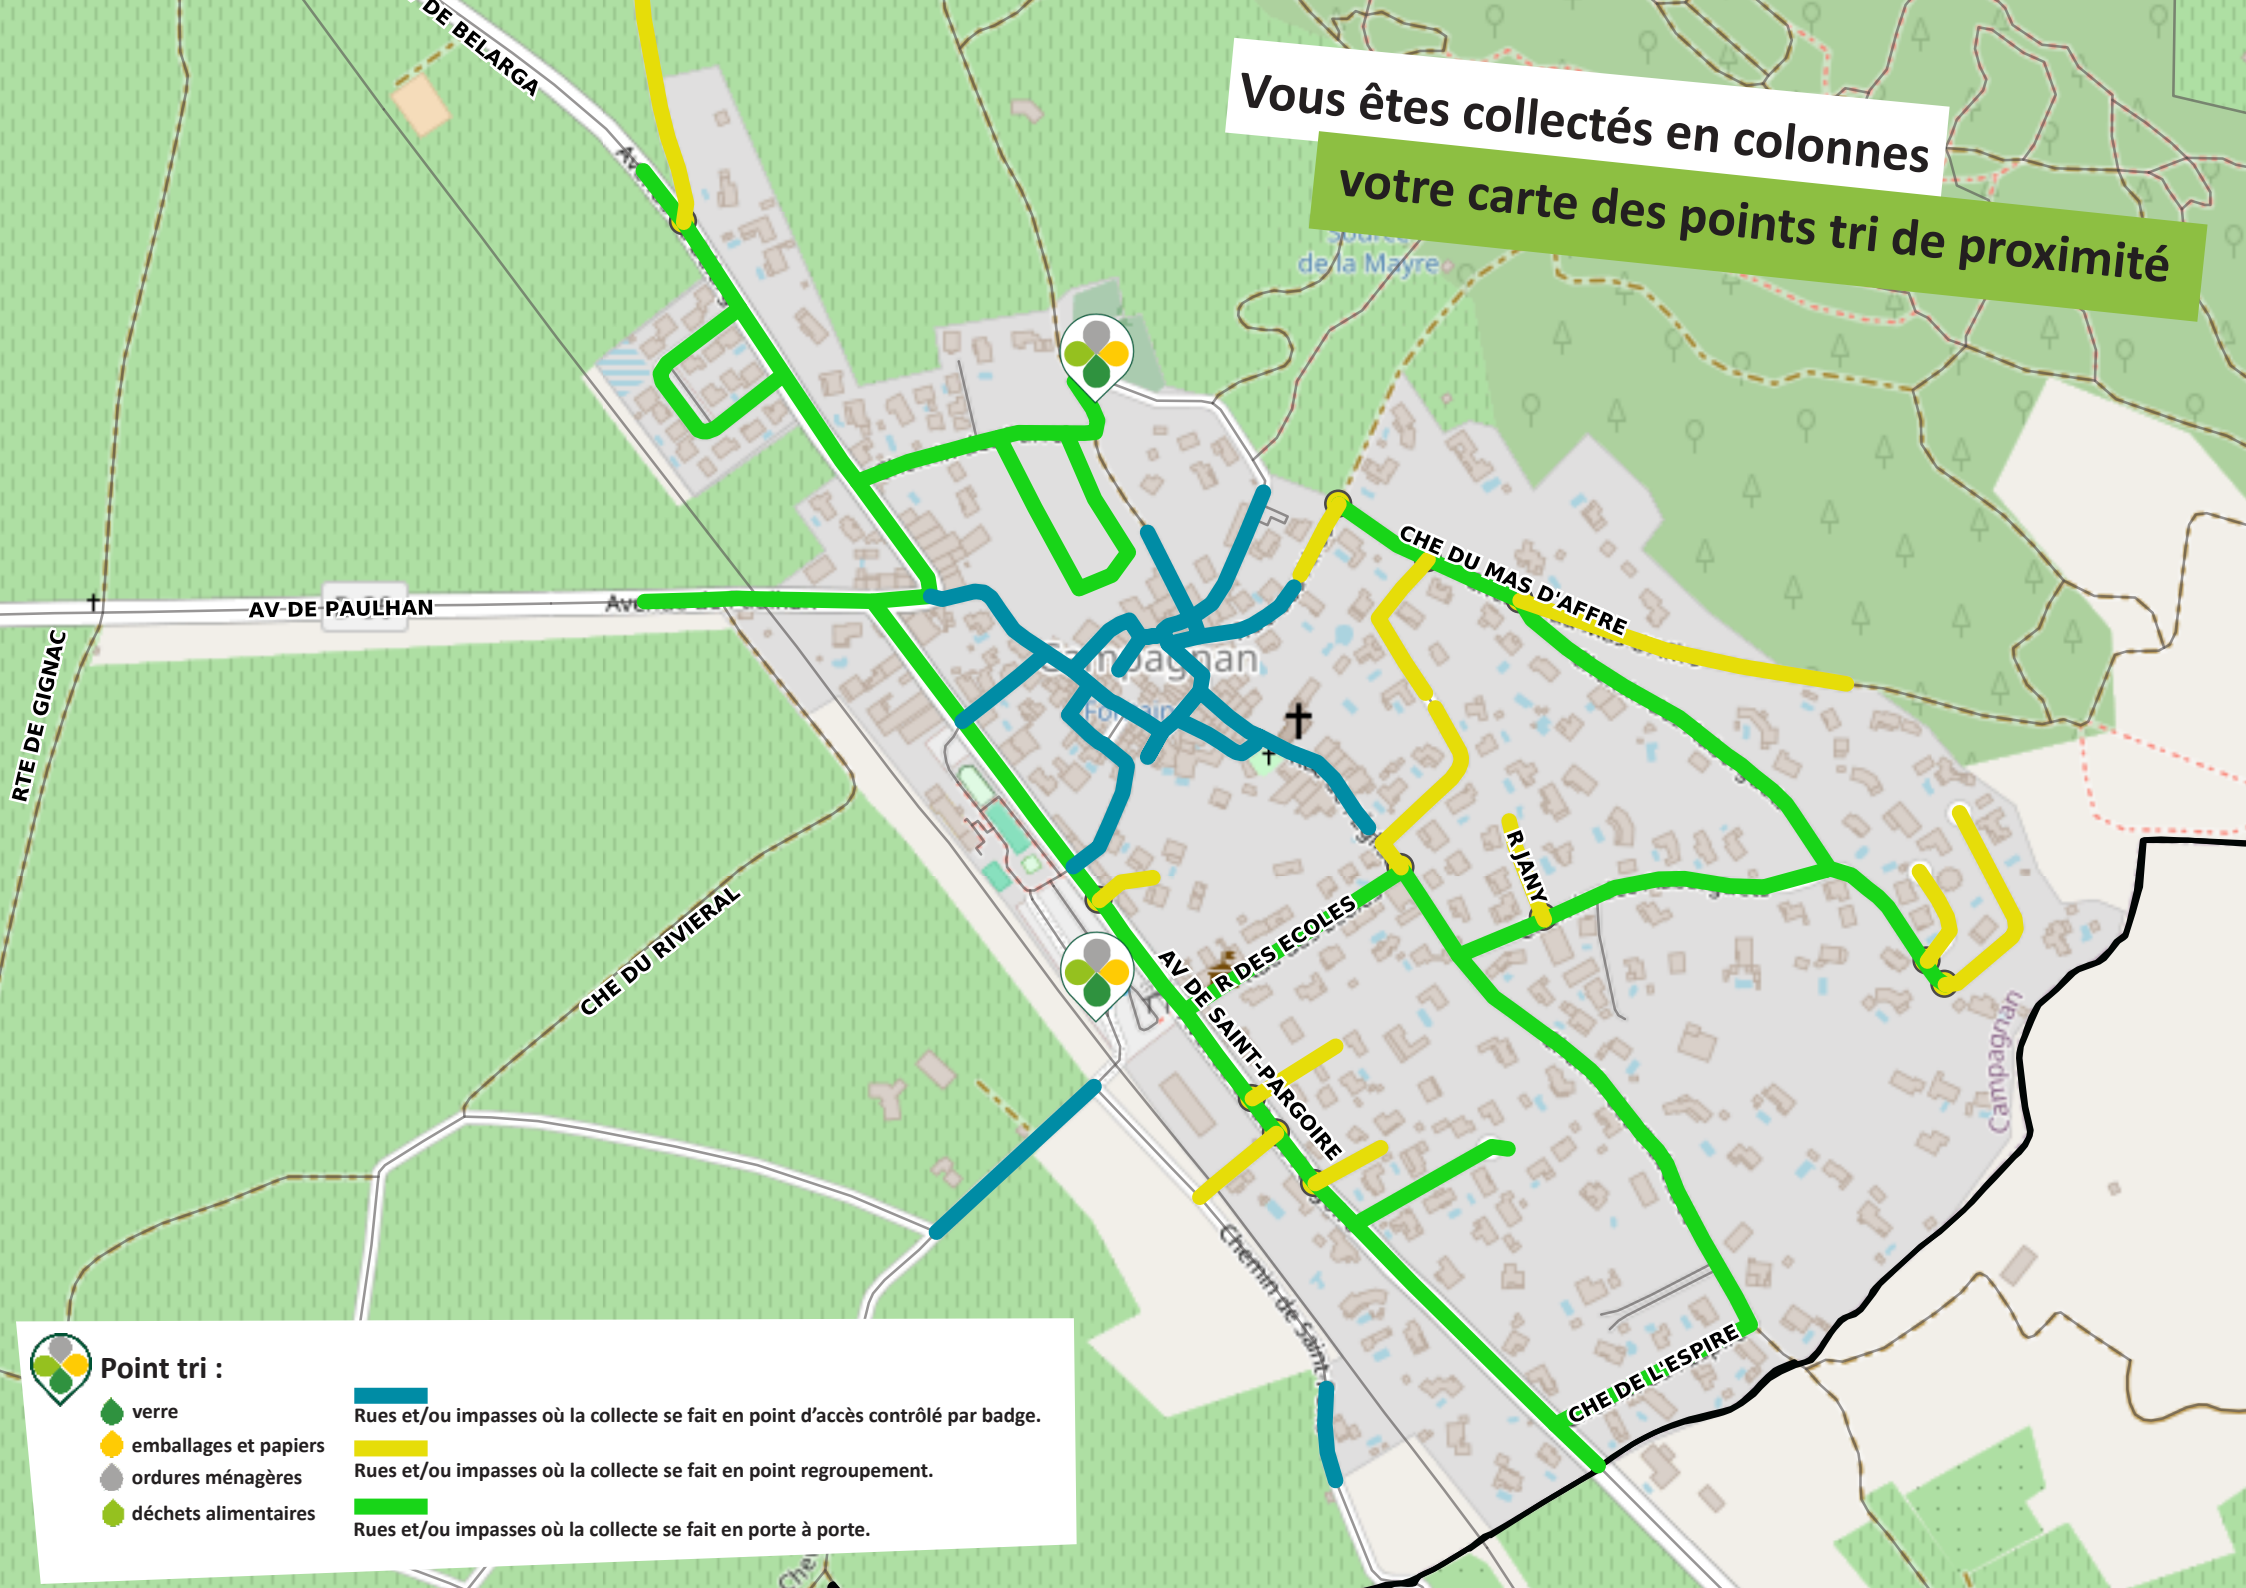 DE BELARGA
Vous êtes collectés en colonnes
votre carte des points tri de proximité
de la Mayre
CHE DU MAS D'AFFRE
AV DE PAULHAN
RTE DE GIGNAC
Campagnan
R JANY
R DES ECOLES
CHE DU RIVIERAL
AV DE SAINT-PARGOIRE
Campagnan
Chemin de Saint
CHE DE L'ESPIRE
Point tri :
verre
emballages et papiers
ordures ménagères
déchets alimentaires
Rues et/ou impasses où la collecte se fait en point d’accès contrôlé par badge.
Rues et/ou impasses où la collecte se fait en point regroupement.
Rues et/ou impasses où la collecte se fait en porte à porte.